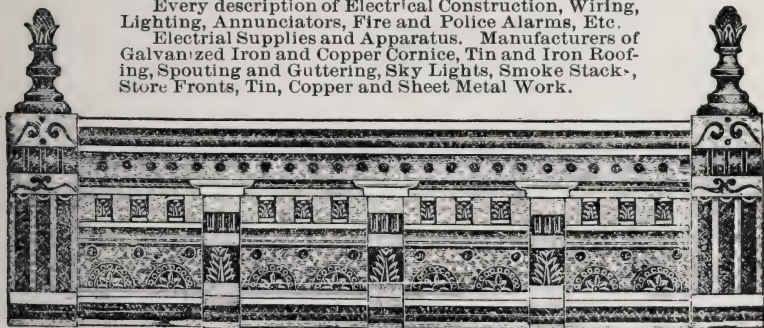 Every description of Electrical Construction, Wiring,
Lighting, Annunciators, Fire and Police Alarms, Etc.
Electrial Supplies and Apparatus. Manufacturers of
Galvanized Iron and Copper Cornice, Tin and Iron Roof-
ing, Spouting and Guttering, Sky Lights, Smoke Stacks,
Store Fronts, Tin, Copper and Sheet Metal Work.